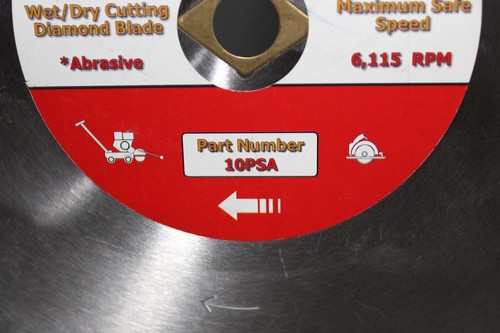 Wet/Dry Cutting
Diamond Blade
*Abrasive
Maximum Safe
Speed
6,115 RPM
Part Number
10PSA